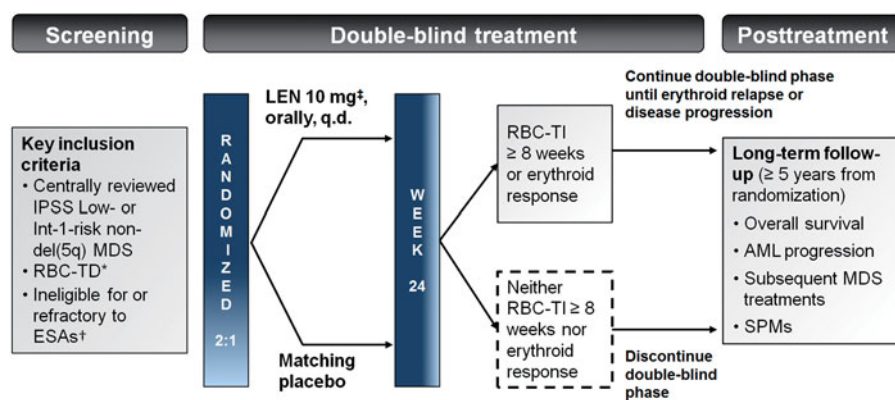 Screening
Double-blind treatment
Posttreatment
Key inclusion
criteria
• Centrally reviewed
IPSS Low- or
Int-1-risk non-
del(5q) MDS
• RBC-TD*
• Ineligible for or
refractory to
ESAs†
RANDOMIZED
2:1
LEN 10 mg‡,
orally, q.d.
Matching
placebo
WEEK
24
RBC-TI
≥ 8 weeks
or erythroid
response
Neither
RBC-TI ≥ 8
weeks nor
erythroid
response
Continue double-blind phase
until erythroid relapse or
disease progression
Discontinue
double-blind
phase
Long-term follow-
up (≥ 5 years from
randomization)
• Overall survival
• AML progression
• Subsequent MDS
treatments
• SPMs